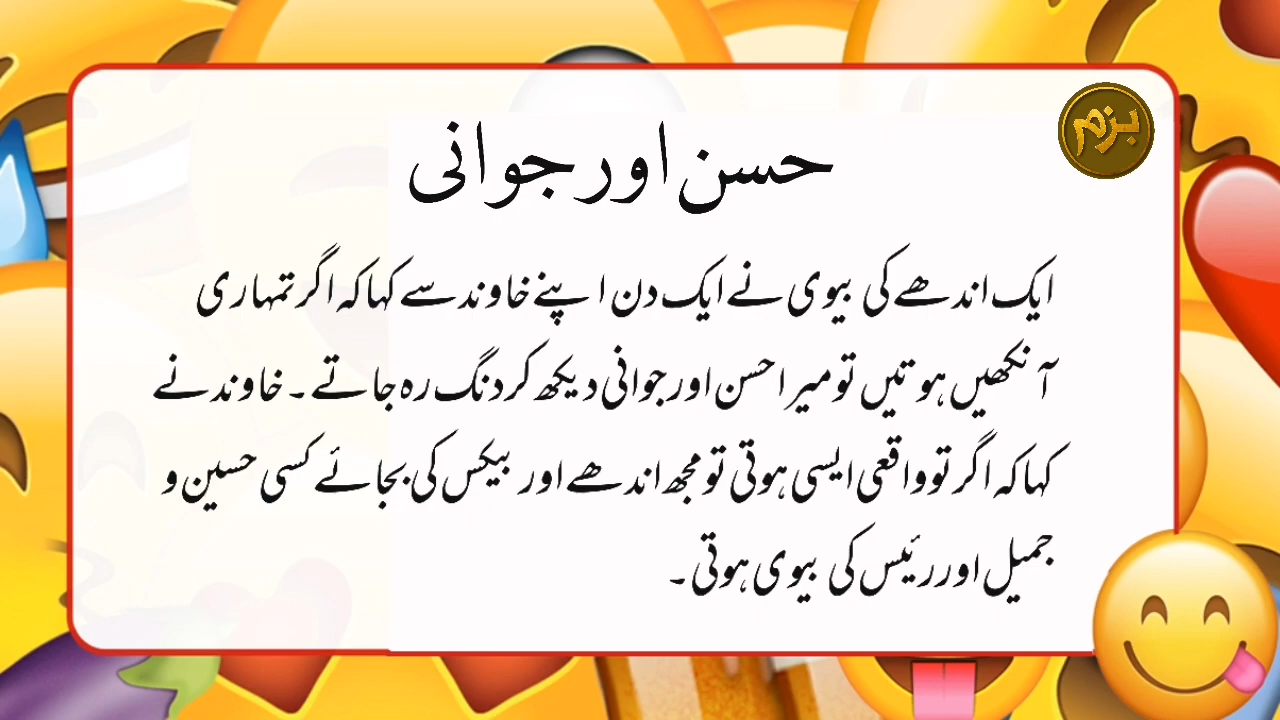 بزم
حسن اور جوانی
ایک اندھے کی بیوی نے ایک دن اپنے خاوند سے کہا کہ اگر تمہاری
آنکھیں ہوتیں تو میرا حسن اور جوانی دیکھ کر دنگ رہ جاتے۔ خاوند نے
کہا کہ اگر تو واقعی ایسی ہوتی تو مجھ اندھے اور بیکس کی بجائے کسی حسین و
جمیل اور رئیس کی بیوی ہوتی۔